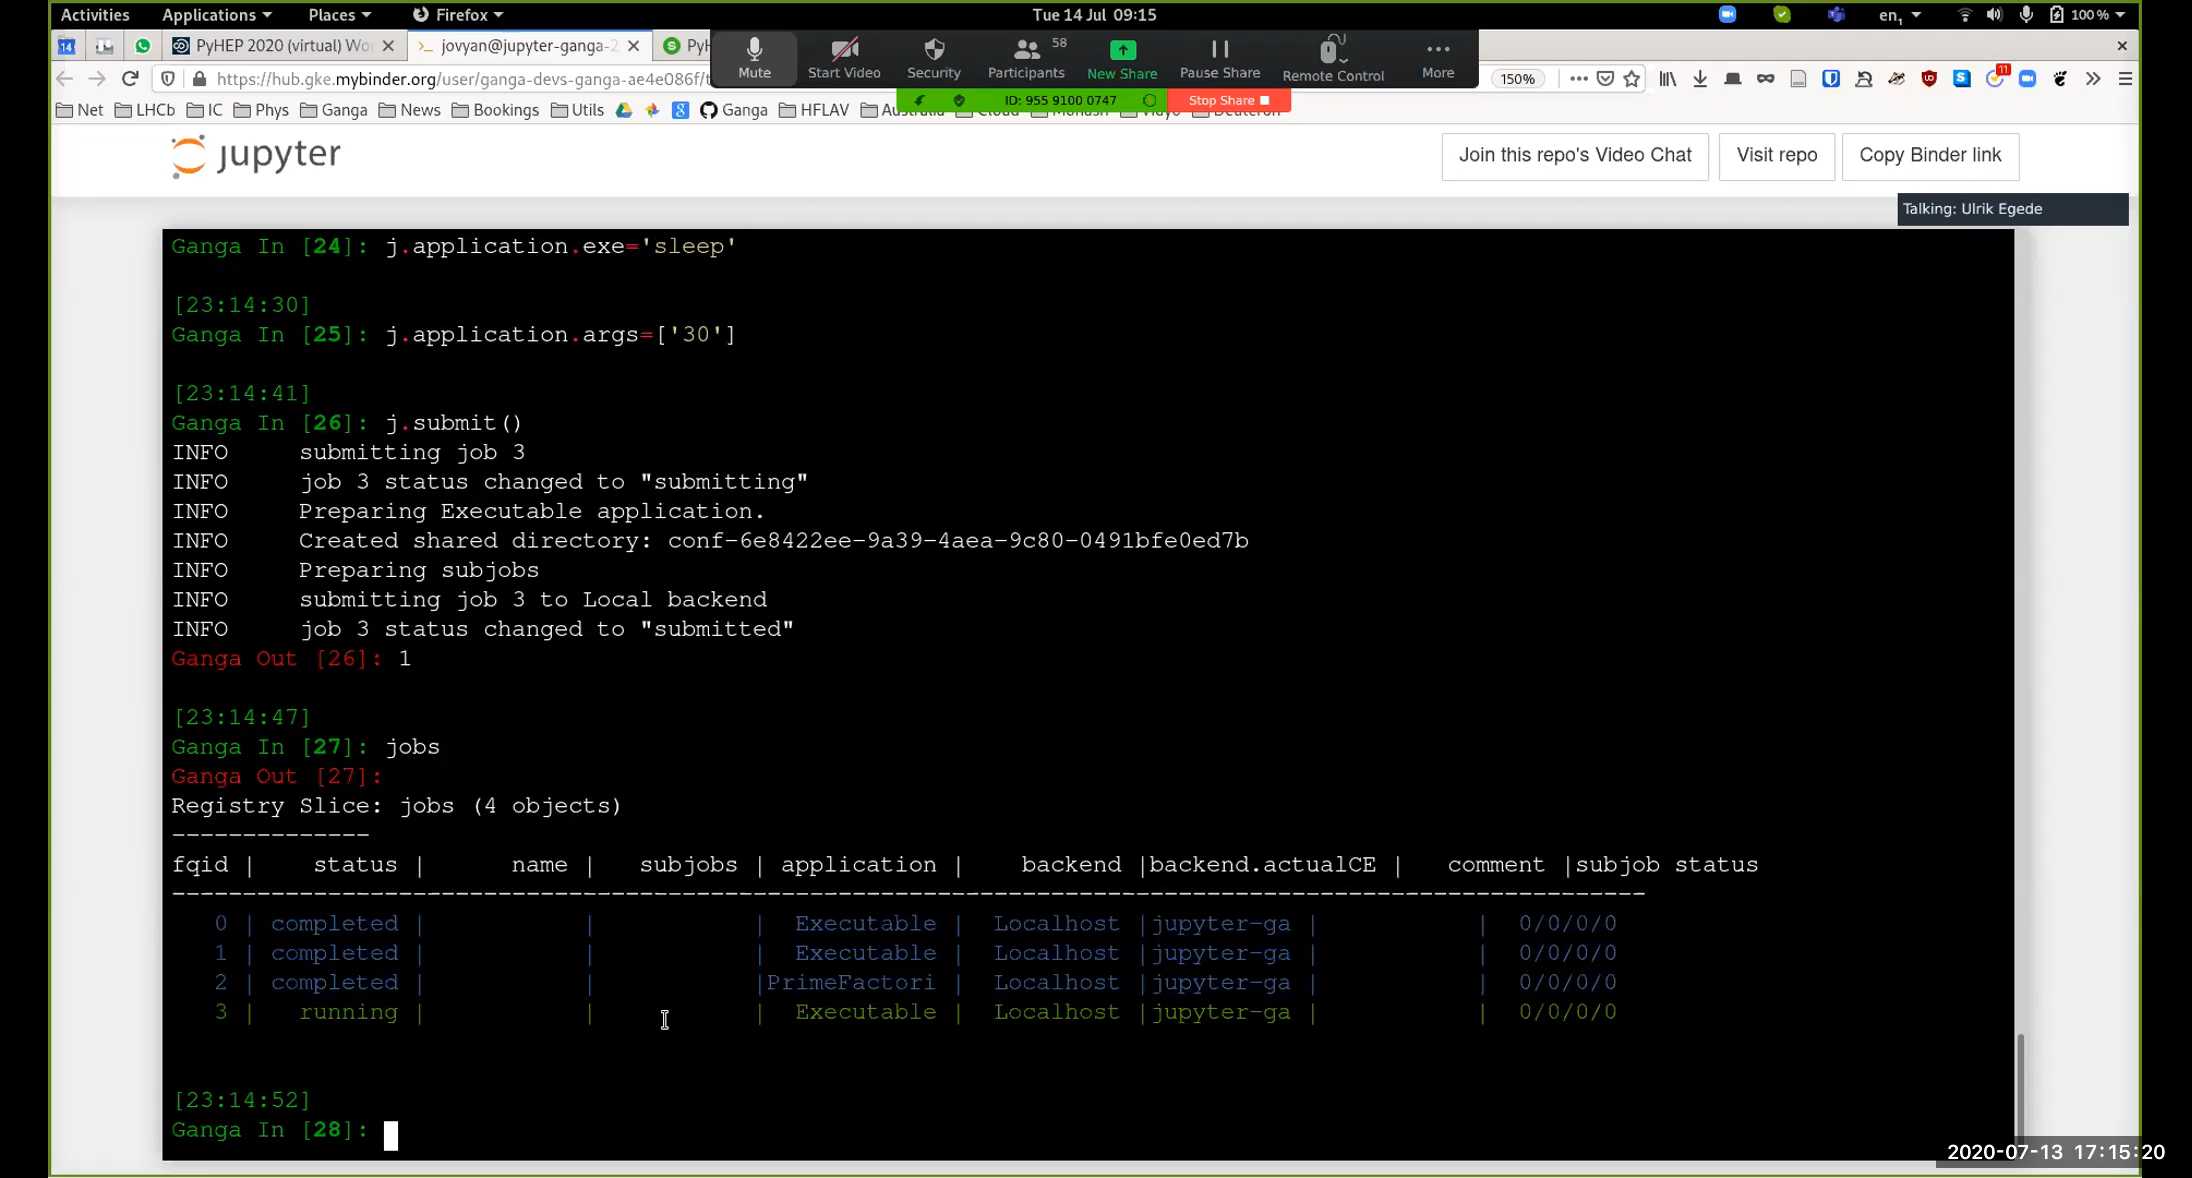 Activities Applications Places Firefox Tue 14 Jul 09:15 en1 100 %
14 PyHEP 2020 (virtual) Wo jovyan@jupyter-ganga-2 PyH
https://hub.gke.mybinder.org/user/ganga-devs-ganga-ae4e086f/t 150% 11
Mute Start Video Security Participants 58 New Share Pause Share Remote Control More
ID: 955 9100 0747 Stop Share
Net LHCb IC Phys Ganga News Bookings Utils Ganga HFLAV
jupyter
Join this repo's Video Chat Visit repo Copy Binder link
Talking: Ulrik Egede
Ganga In [24]: j.application.exe='sleep'
[23:14:30]
Ganga In [25]: j.application.args=['30']
[23:14:41]
Ganga In [26]: j.submit()
INFO submitting job 3
INFO job 3 status changed to "submitting"
INFO Preparing Executable application.
INFO Created shared directory: conf-6e8422ee-9a39-4aea-9c80-0491bfe0ed7b
INFO Preparing subjobs
INFO submitting job 3 to Local backend
INFO job 3 status changed to "submitted"
Ganga Out [26]: 1
[23:14:47]
Ganga In [27]: jobs
Ganga Out [27]:
Registry Slice: jobs (4 objects)
--------------
fqid | status | name | subjobs | application | backend |backend.actualCE | comment |subjob status
--------------------------------------------------------------------------------------------------------
0 | completed | | | Executable | Localhost |jupyter-ga | | 0/0/0/0
1 | completed | | | Executable | Localhost |jupyter-ga | | 0/0/0/0
2 | completed | | |PrimeFactori | Localhost |jupyter-ga | | 0/0/0/0
3 | running | | | Executable | Localhost |jupyter-ga | | 0/0/0/0
[23:14:52]
Ganga In [28]:
2020-07-13 17:15:20